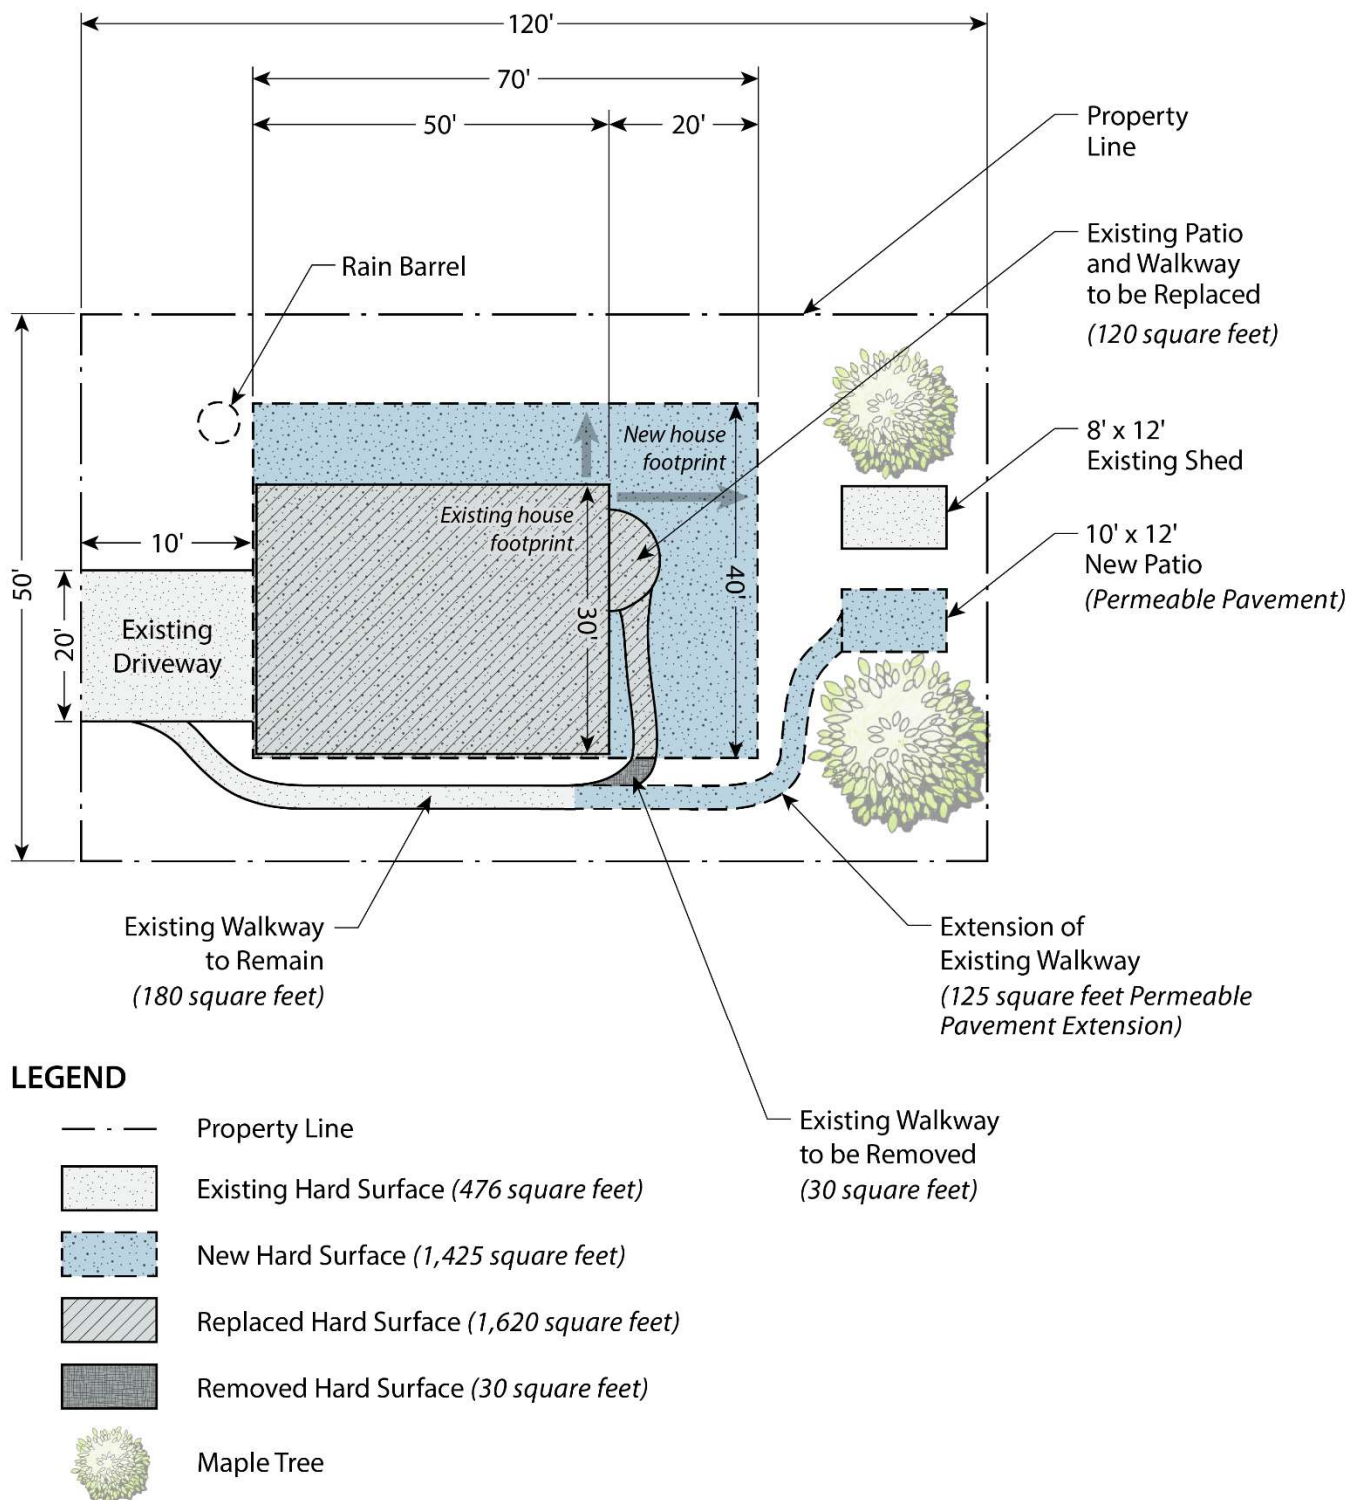 120'
70'
50'
20'
Property
Line
Existing Patio
and Walkway
to be Replaced
(120 square feet)
Rain Barrel
New house
footprint
8' x 12'
Existing Shed
Existing house
footprint
10' x 12'
New Patio
(Permeable Pavement)
10'
50'
20'
Existing
Driveway
30'
40'
Existing Walkway
to Remain
(180 square feet)
Extension of
Existing Walkway
(125 square feet Permeable
Pavement Extension)
Existing Walkway
to be Removed
(30 square feet)
LEGEND
Property Line
Existing Hard Surface (476 square feet)
New Hard Surface (1,425 square feet)
Replaced Hard Surface (1,620 square feet)
Removed Hard Surface (30 square feet)
Maple Tree